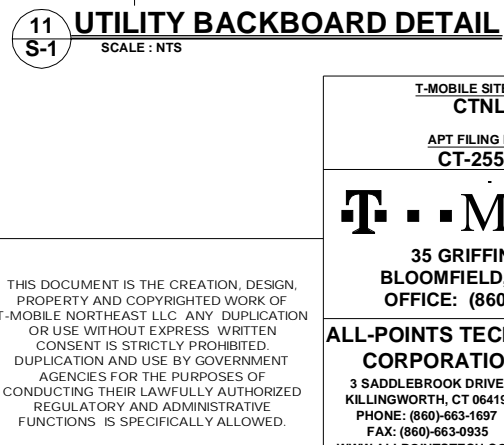 11
S-1
UTILITY BACKBOARD DETAIL
SCALE : NTS
T-MOBILE SITE
CTNL
APT FILING
CT-255
T M
35 GRIFFIN
BLOOMFIELD,
OFFICE: (860
ALL-POINTS TEC
CORPORATIO
3 SADDLEBROOK DRIVE
KILLINGWORTH, CT 06419
PHONE: (860)-663-1697
FAX: (860)-663-0935
THIS DOCUMENT IS THE CREATION, DESIGN,
PROPERTY AND COPYRIGHTED WORK OF
T-MOBILE NORTHEAST LLC ANY DUPLICATION
OR USE WITHOUT EXPRESS WRITTEN
CONSENT IS STRICTLY PROHIBITED.
DUPLICATION AND USE BY GOVERNMENT
AGENCIES FOR THE PURPOSES OF
CONDUCTING THEIR LAWFULLY AUTHORIZED
REGULATORY AND ADMINISTRATIVE
FUNCTIONS IS SPECIFICALLY ALLOWED.